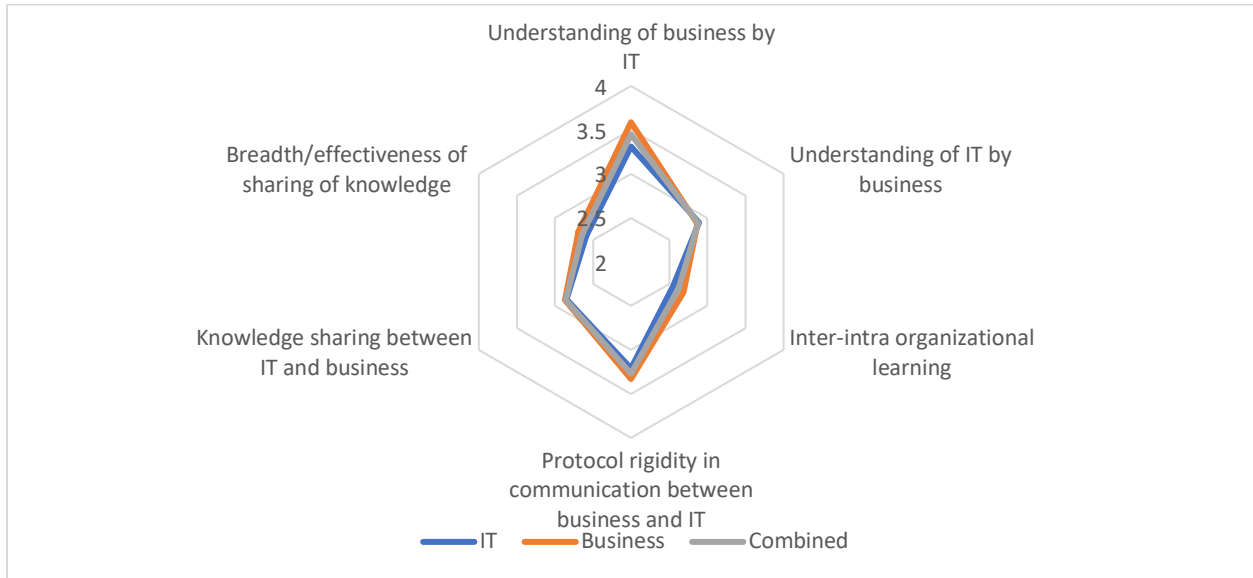 Understanding of business by
IT
4
3.5
3
2.5
2
Breadth/effectiveness of
sharing of knowledge
Understanding of IT by
business
Knowledge sharing between
IT and business
Inter-intra organizational
learning
Protocol rigidity in
communication between
business and IT
IT Business Combined